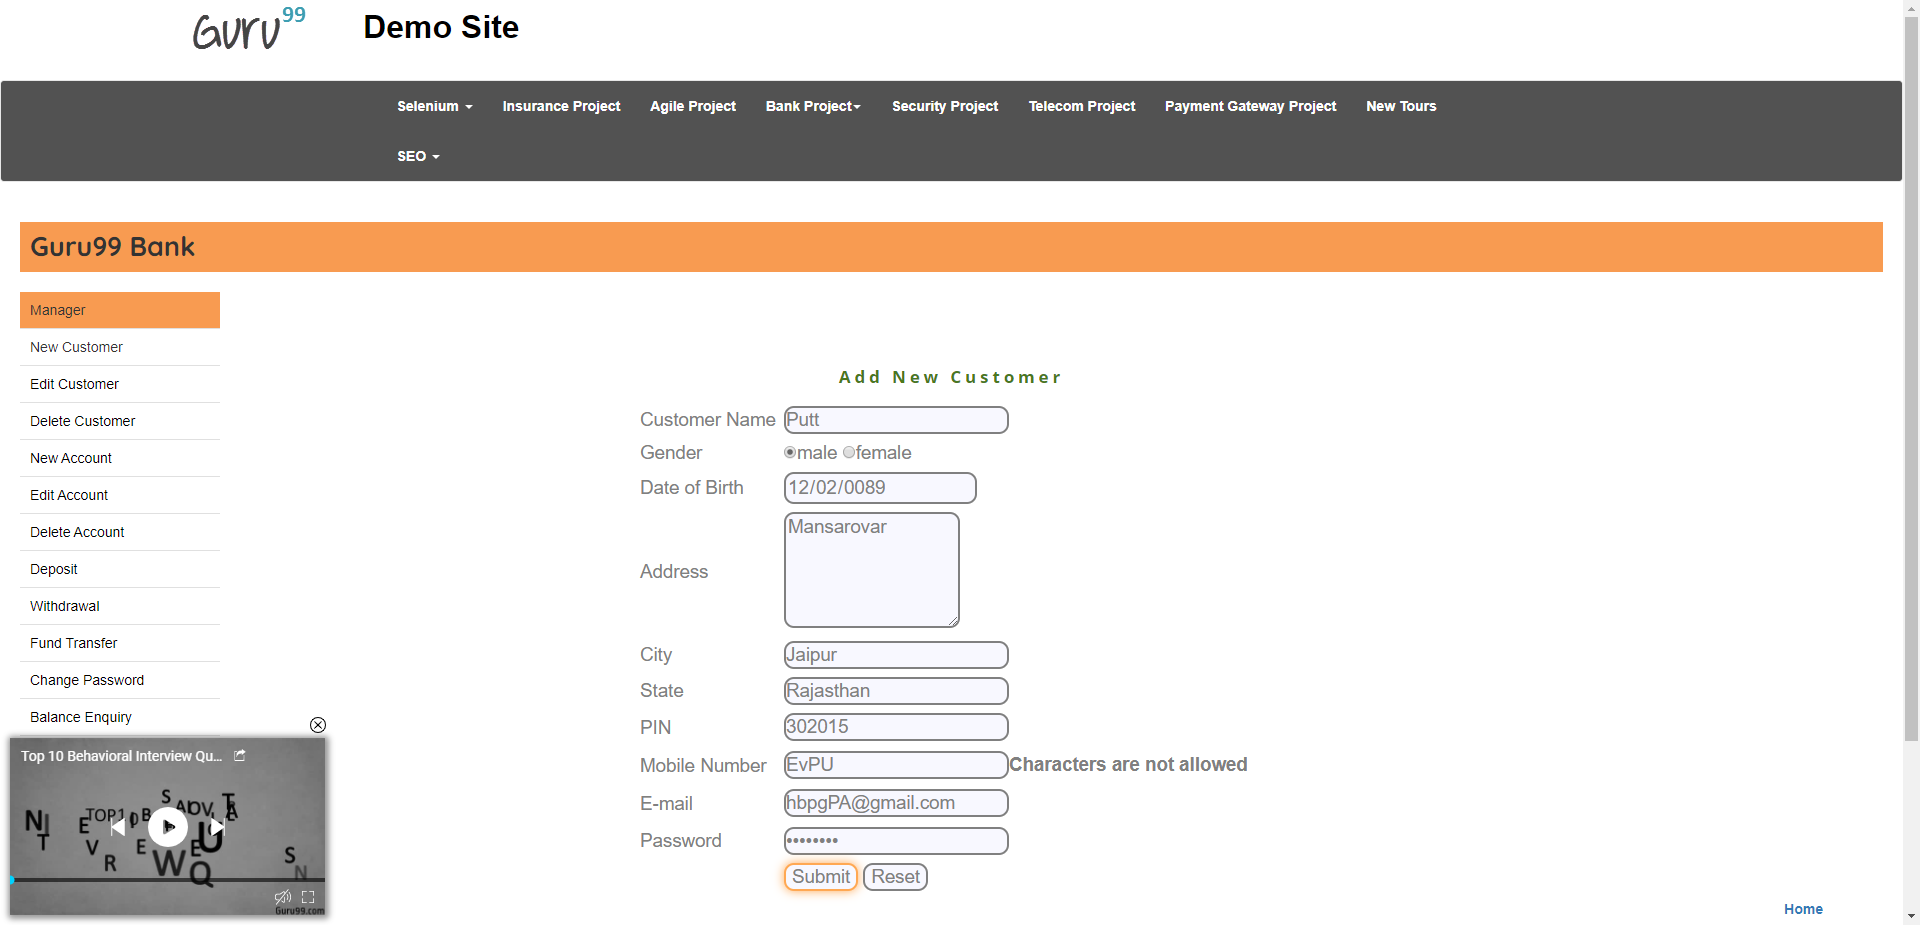 Guru99 Demo Site
Selenium Insurance Project Agile Project Bank Project Security Project Telecom Project Payment Gateway Project New Tours
SEO
Guru99 Bank
Manager
New Customer
Edit Customer
Delete Customer
New Account
Edit Account
Delete Account
Deposit
Withdrawal
Fund Transfer
Change Password
Balance Enquiry
Top 10 Behavioral Interview Qu...
Guru99.com
Add New Customer
Customer Name Putt
Gender male female
Date of Birth 12/02/0089
Address Mansarovar
City Jaipur
State Rajasthan
PIN 302015
Mobile Number EvPU Characters are not allowed
E-mail hbpgPA@gmail.com
Password ••••••••
Submit Reset
Home